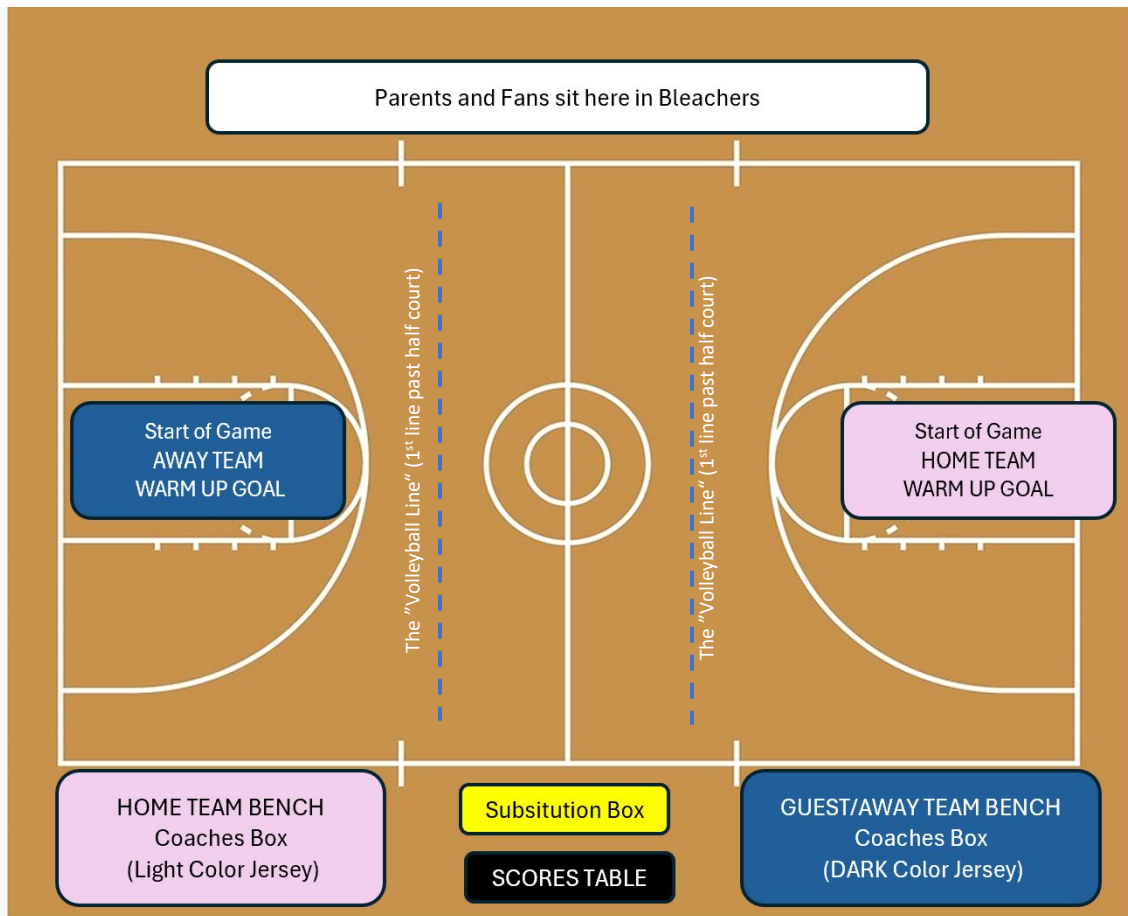 Parents and Fans sit here in Bleachers
The "Volleyball Line" (1st line past half court)
The "Volleyball Line" (1st line past half court)
Start of Game
AWAY TEAM
WARM UP GOAL
Start of Game
HOME TEAM
WARM UP GOAL
HOME TEAM BENCH
Coaches Box
(Light Color Jersey)
Subsitution Box
SCORES TABLE
GUEST/AWAY TEAM BENCH
Coaches Box
(DARK Color Jersey)